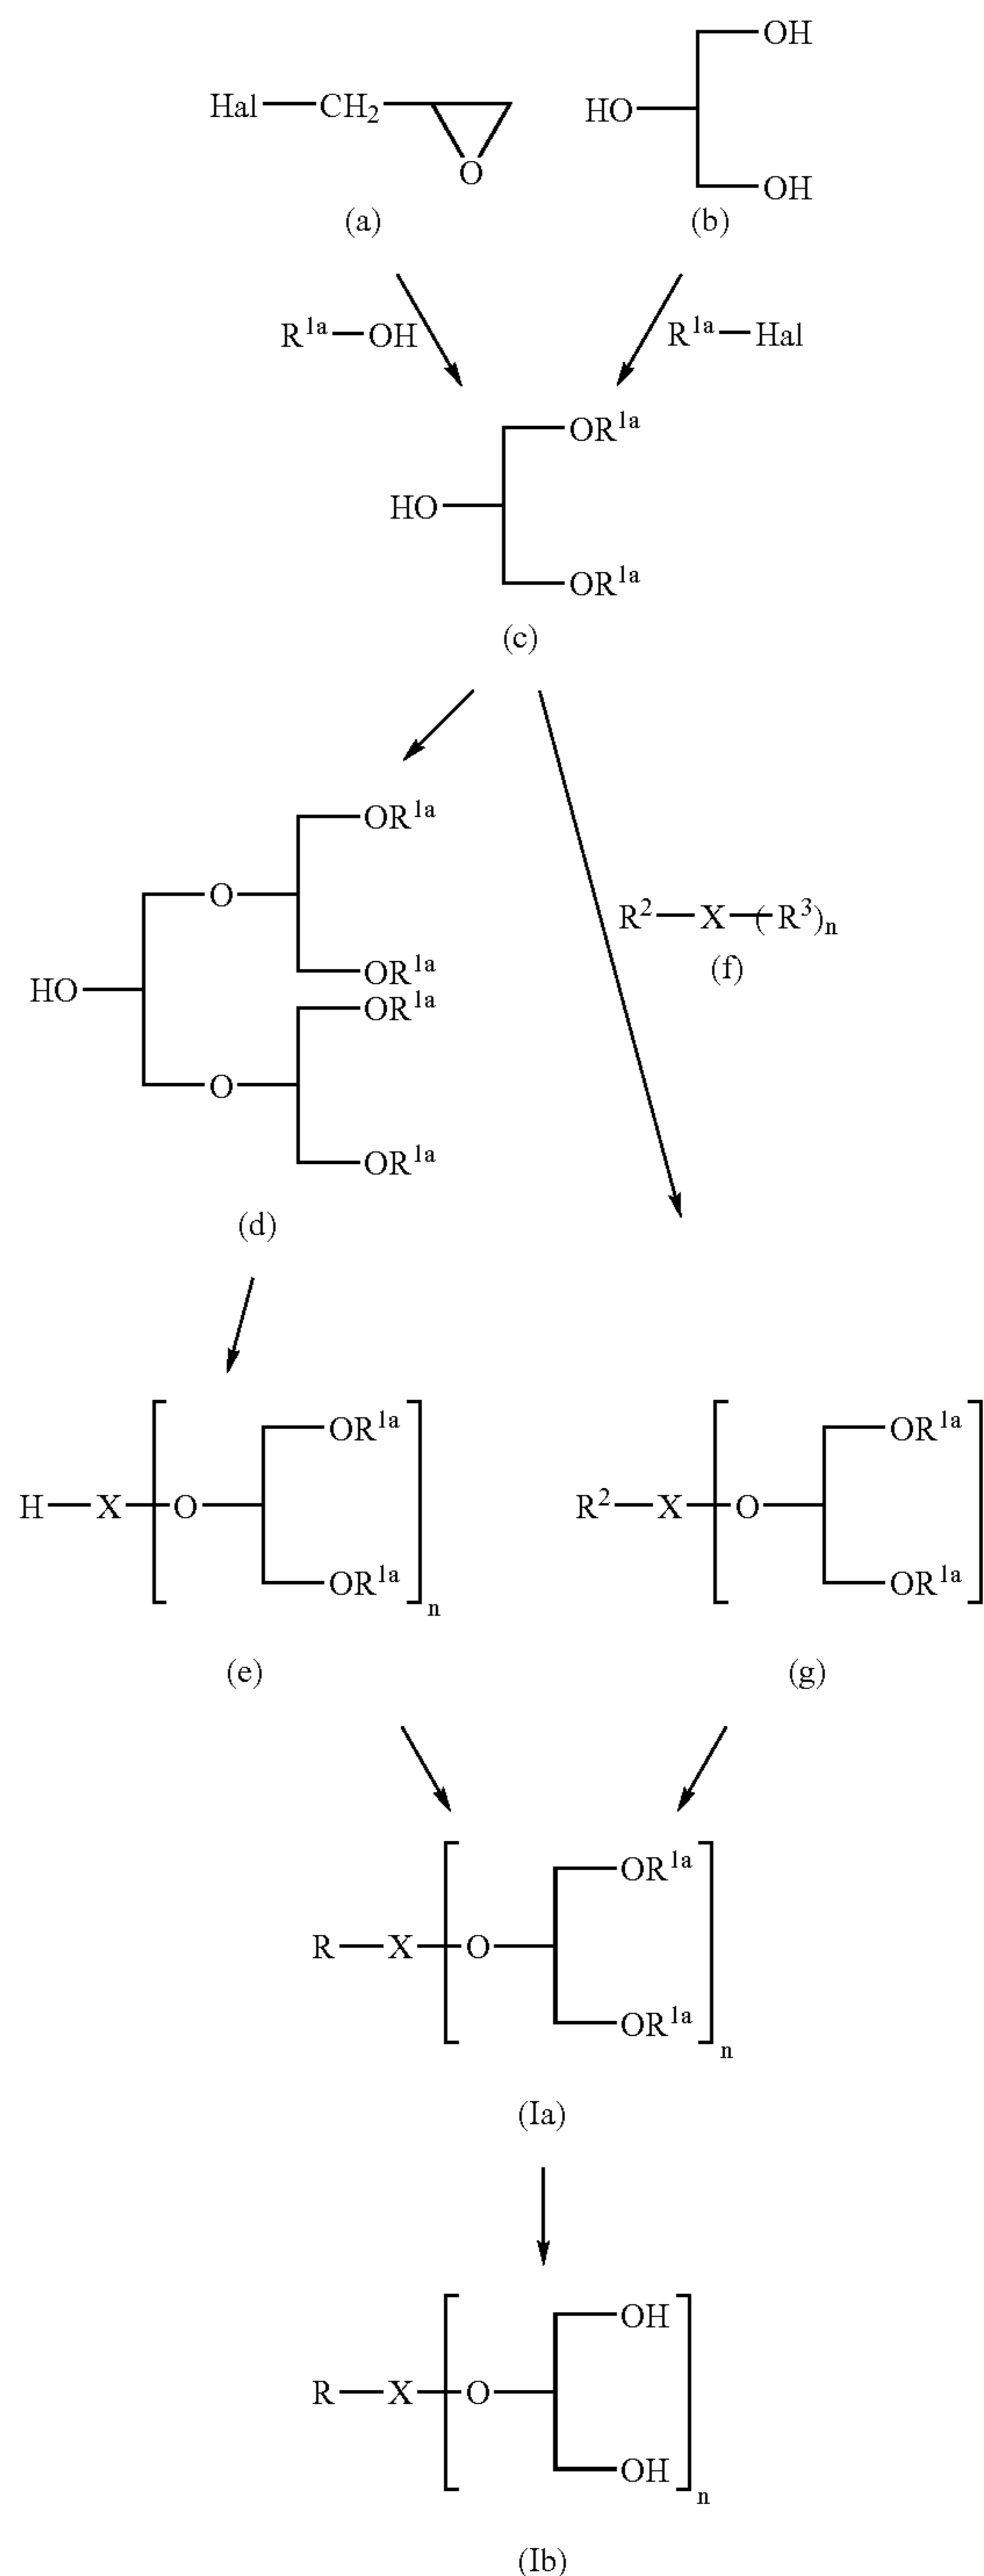 Hal—CH₂ O
HO OH OH
(a) (b)
R¹ᵃ—OH R¹ᵃ—Hal
OR¹ᵃ
HO
OR¹ᵃ
(c)
OR¹ᵃ
O
OR¹ᵃ
HO
OR¹ᵃ
O
OR¹ᵃ
(d)
R²—X—(R³)ₙ
(f)
OR¹ᵃ
H—X—[O
OR¹ᵃ]ₙ
(e)
OR¹ᵃ
R²—X—[O
OR¹ᵃ]
(g)
OR¹ᵃ
R—X—[O
OR¹ᵃ]ₙ
(Ia)
OH
R—X—[O
OH]ₙ
(Ib)